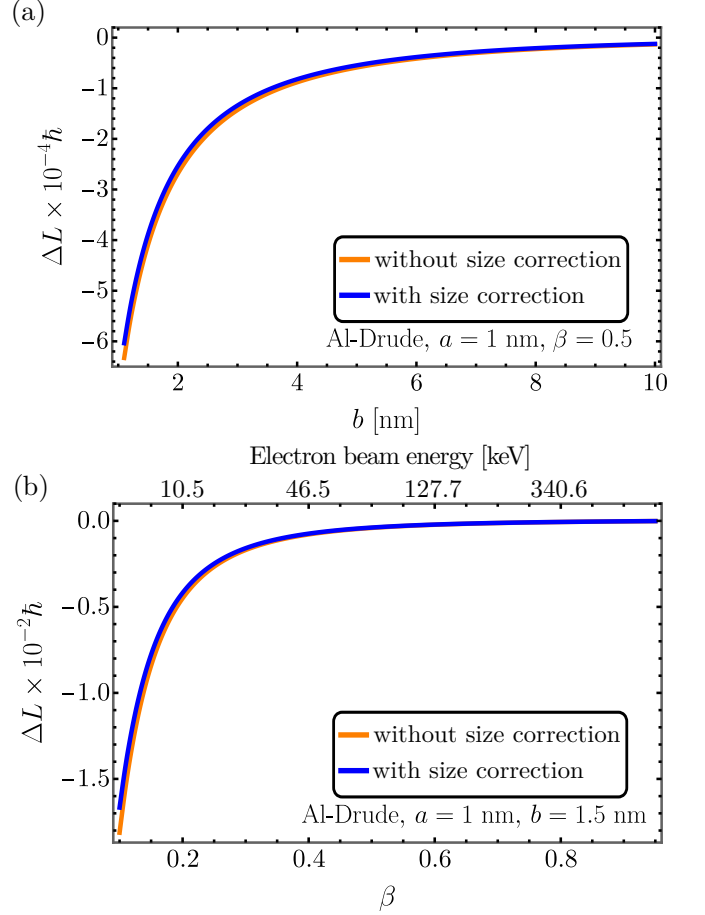 (a)
0
−1
−2
−3
−4
−5
−6
ΔL × 10⁻⁴ℏ
without size correction
with size correction
Al-Drude, a = 1 nm, β = 0.5
2 4 6 8 10
b [nm]
Electron beam energy [keV]
(b)
10.5 46.5 127.7 340.6
0.0
−0.5
−1.0
−1.5
ΔL × 10⁻²ℏ
without size correction
with size correction
Al-Drude, a = 1 nm, b = 1.5 nm
0.2 0.4 0.6 0.8
β